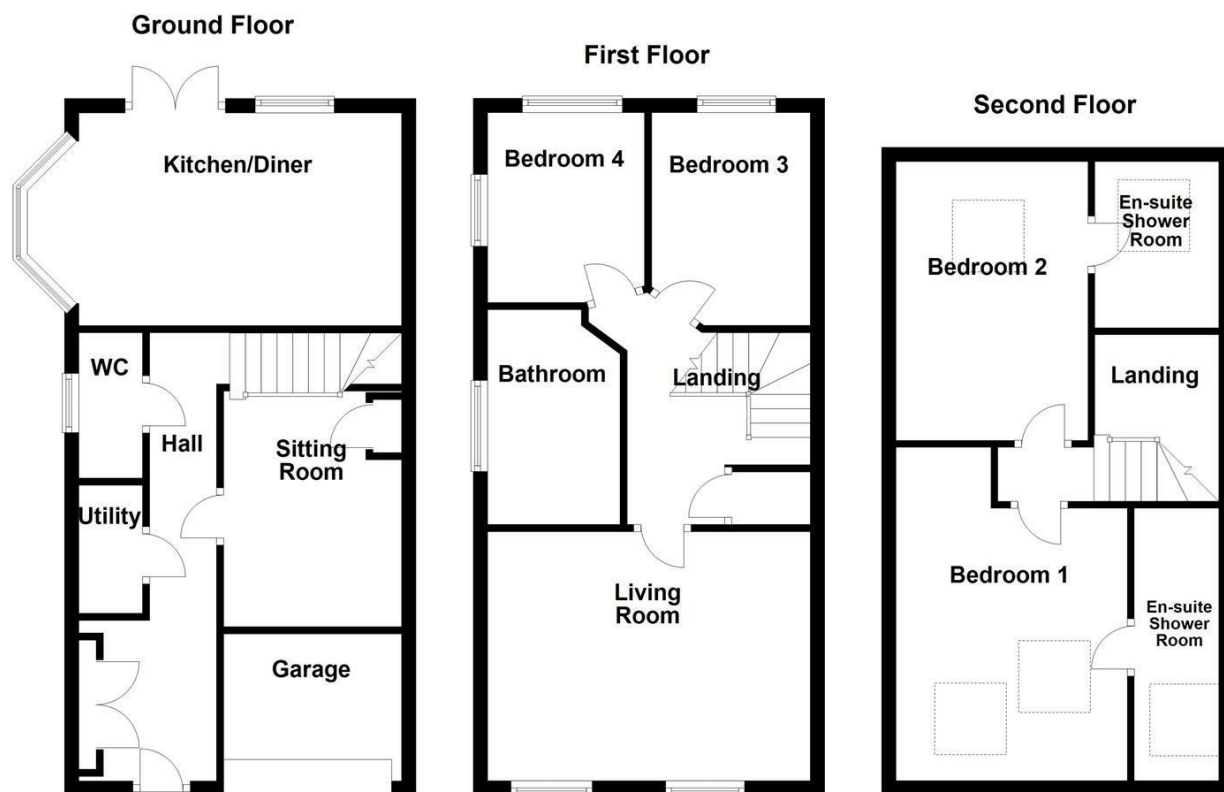 Ground Floor
Kitchen/Diner
WC
Hall
Sitting
Room
Utility
Garage
First Floor
Bedroom 4
Bedroom 3
Bathroom
Landing
Living
Room
Second Floor
En-suite
Shower
Room
Bedroom 2
Landing
Bedroom 1
En-suite
Shower
Room